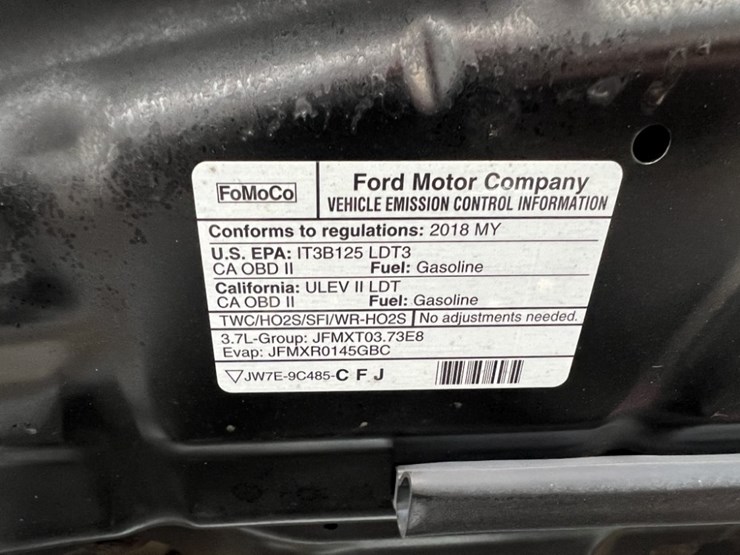 FoMoCo
Ford Motor Company
VEHICLE EMISSION CONTROL INFORMATION
Conforms to regulations: 2018 MY
U.S. EPA: IT3B125 LDT3
CA OBD II Fuel: Gasoline
California: ULEV II LDT
CA OBD II Fuel: Gasoline
TWC/HO2S/SFI/WR-HO2S No adjustments needed.
3.7L-Group: JFMXT03.73E8
Evap: JFMXR0145GBC
JW7E-9C485-C F J